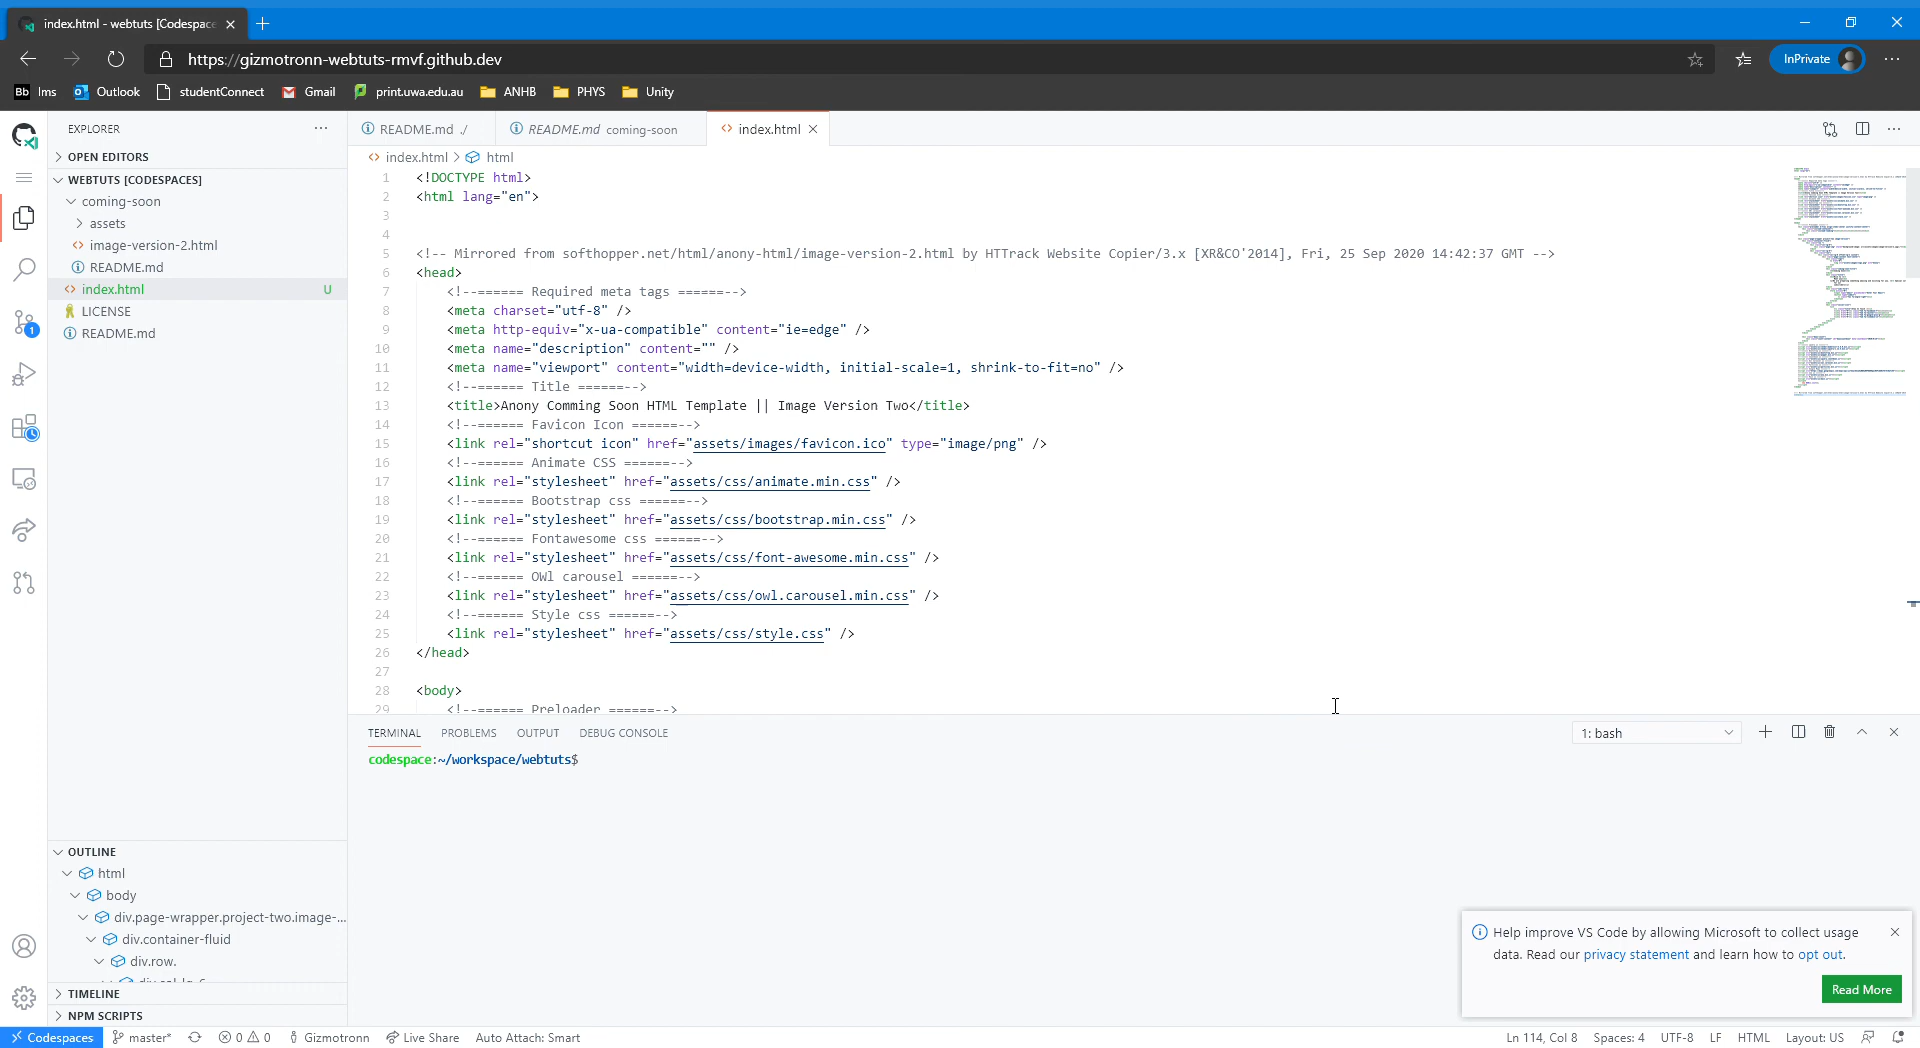 index.html - webtuts [Codespace
https://gizmotronn-webtuts-rmvf.github.dev
InPrivate
Bb lms
Outlook
studentConnect
Gmail
print.uwa.edu.au
ANHB
PHYS
Unity
EXPLORER
OPEN EDITORS
WEBTUTS [CODESPACES]
coming-soon
assets
image-version-2.html
README.md
index.html U
LICENSE
README.md
1
OUTLINE
html
body
div.page-wrapper.project-two.image-...
div.container-fluid
div.row.
TIMELINE
NPM SCRIPTS
README.md ./
README.md coming-soon
index.html
index.html > html
1 <!DOCTYPE html>
2 <html lang="en">
3
4
5 <!-- Mirrored from softhopper.net/html/anony-html/image-version-2.html by HTTrack Website Copier/3.x [XR&CO'2014], Fri, 25 Sep 2020 14:42:37 GMT -->
6 <head>
7 <!--====== Required meta tags ======-->
8 <meta charset="utf-8" />
9 <meta http-equiv="x-ua-compatible" content="ie=edge" />
10 <meta name="description" content="" />
11 <meta name="viewport" content="width=device-width, initial-scale=1, shrink-to-fit=no" />
12 <!--====== Title ======-->
13 <title>Anony Comming Soon HTML Template || Image Version Two</title>
14 <!--====== Favicon Icon ======-->
15 <link rel="shortcut icon" href="assets/images/favicon.ico" type="image/png" />
16 <!--====== Animate CSS ======-->
17 <link rel="stylesheet" href="assets/css/animate.min.css" />
18 <!--====== Bootstrap css ======-->
19 <link rel="stylesheet" href="assets/css/bootstrap.min.css" />
20 <!--====== Fontawesome css ======-->
21 <link rel="stylesheet" href="assets/css/font-awesome.min.css" />
22 <!--====== OWl carousel ======-->
23 <link rel="stylesheet" href="assets/css/owl.carousel.min.css" />
24 <!--====== Style css ======-->
25 <link rel="stylesheet" href="assets/css/style.css" />
26 </head>
27
28 <body>
29 <!--====== Preloader ======-->
TERMINAL PROBLEMS OUTPUT DEBUG CONSOLE
1: bash
codespace:~/workspace/webtuts$
Help improve VS Code by allowing Microsoft to collect usage
data. Read our privacy statement and learn how to opt out.
Read More
Codespaces
master*
0 0
Gizmotronn
Live Share
Auto Attach: Smart
Ln 114, Col 8
Spaces: 4
UTF-8
LF
HTML
Layout: US